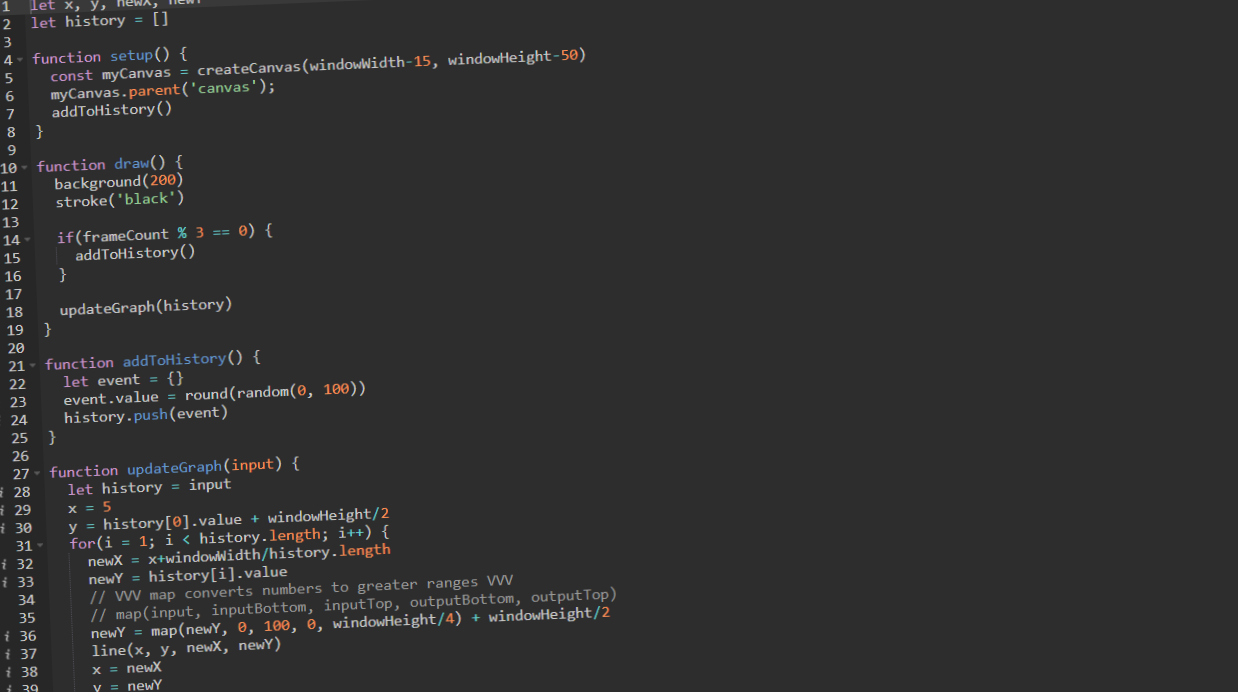 1 let x, y, newX, newY
2 let history = []
3
4 function setup() {
5 const myCanvas = createCanvas(windowWidth-15, windowHeight-50)
6 myCanvas.parent('canvas');
7 addToHistory()
8 }
9
10 function draw() {
11 background(200)
12 stroke('black')
13
14 if(frameCount % 3 == 0) {
15 addToHistory()
16 }
17
18 updateGraph(history)
19 }
20
21 function addToHistory() {
22 let event = {}
23 event.value = round(random(0, 100))
24 history.push(event)
25 }
26
27 function updateGraph(input) {
i 28 let history = input
i 29 x = 5
i 30 y = history[0].value + windowHeight/2
31 for(i = 1; i < history.length; i++) {
i 32 newX = x+windowWidth/history.length
i 33 newY = history[i].value
34 // VVV map converts numbers to greater ranges VVV
35 // map(input, inputBottom, inputTop, outputBottom, outputTop)
i 36 newY = map(newY, 0, 100, 0, windowHeight/4) + windowHeight/2
i 37 line(x, y, newX, newY)
i 38 x = newX
i 39 y = newY